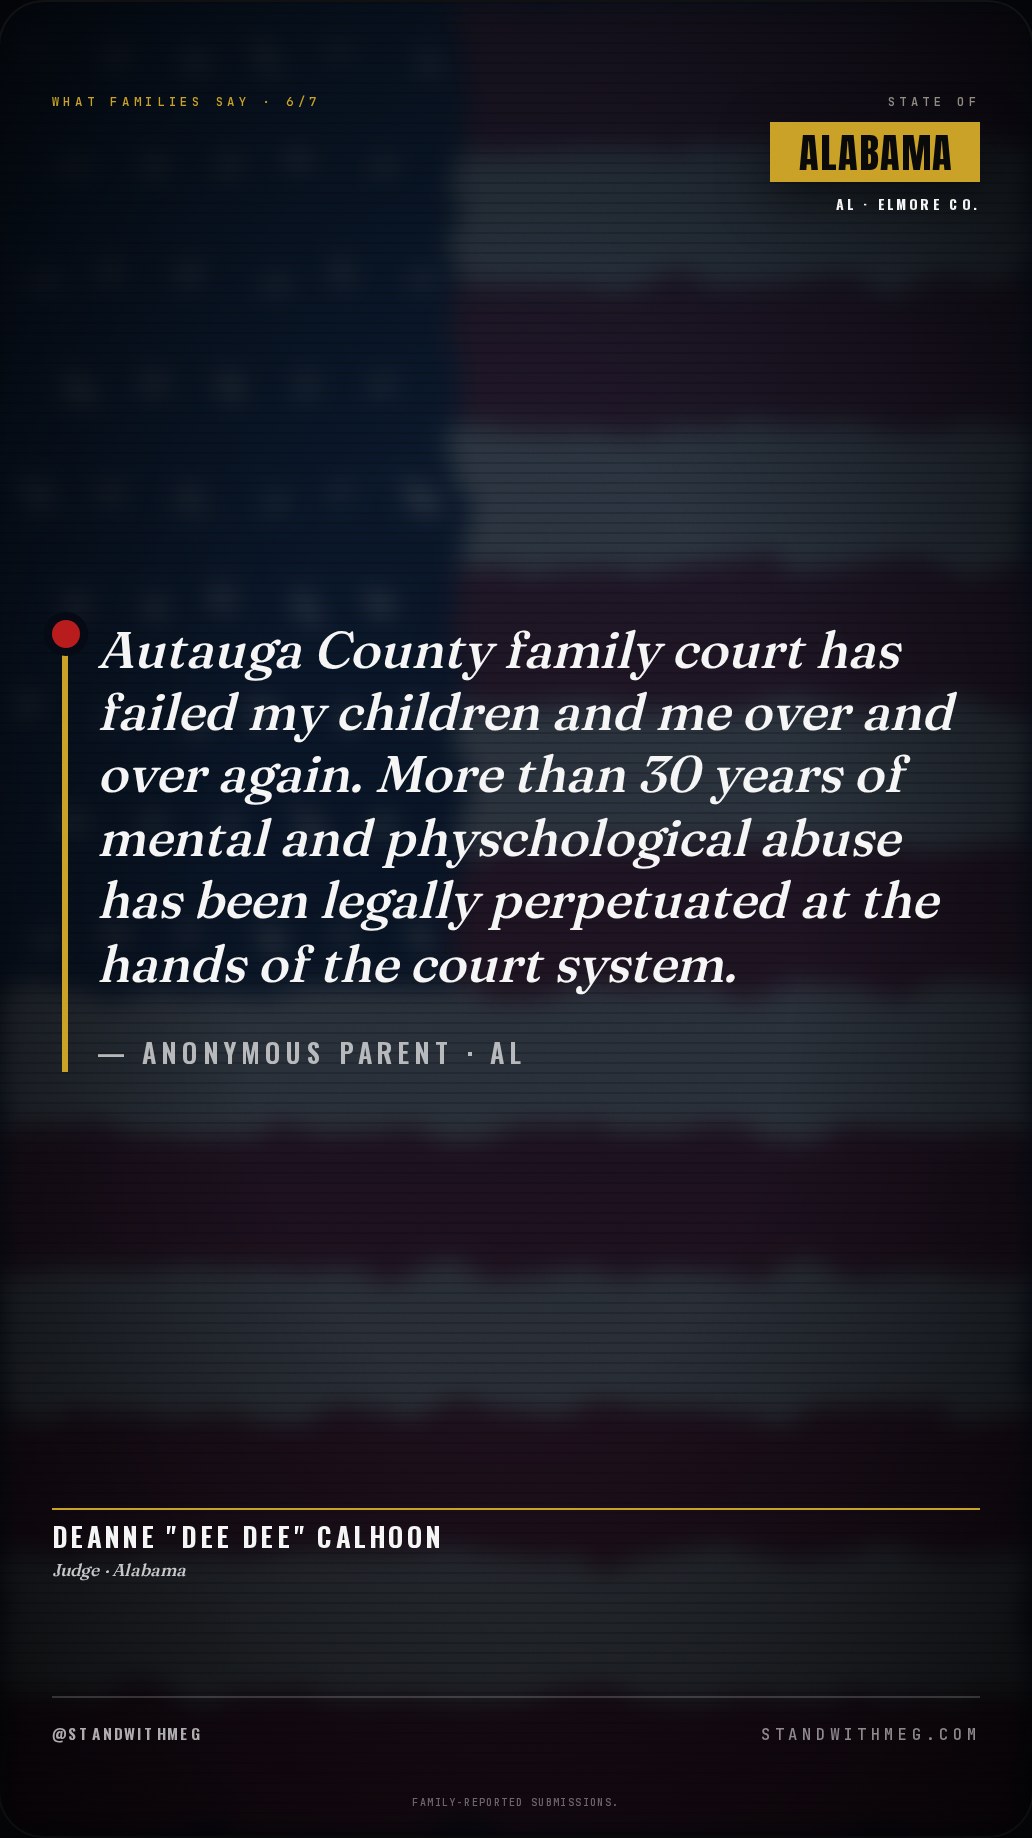 WHAT FAMILIES SAY · 6/7
STATE OF
ALABAMA
AL · ELMORE CO.
Autauga County family court has
failed my children and me over and
over again. More than 30 years of
mental and physchological abuse
has been legally perpetuated at the
hands of the court system.
— ANONYMOUS PARENT · AL
DEANNE "DEE DEE" CALHOON
Judge · Alabama
@STANDWITHMEG
STANDWITHMEG.COM
FAMILY-REPORTED SUBMISSIONS.